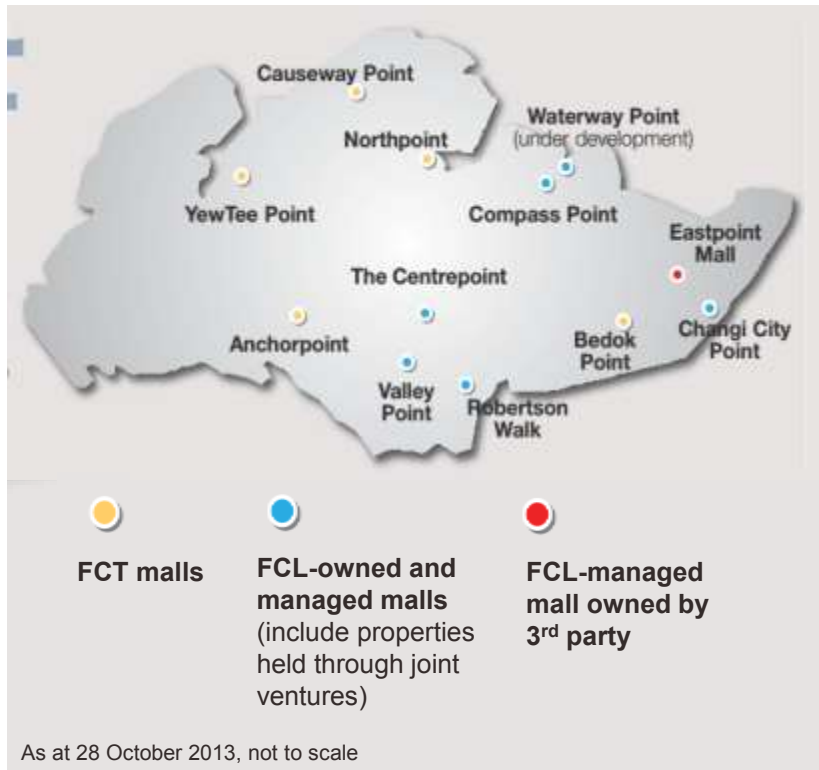 Causeway Point
Northpoint
Waterway Point
(under development)
YewTee Point
Compass Point
Eastpoint
Mall
The Centrepoint
Anchorpoint
Bedok
Point
Changi City
Point
Valley
Point
Robertson
Walk
FCT malls
FCL-owned and
managed malls
(include properties
held through joint
ventures)
FCL-managed
mall owned by
3rd party
As at 28 October 2013, not to scale